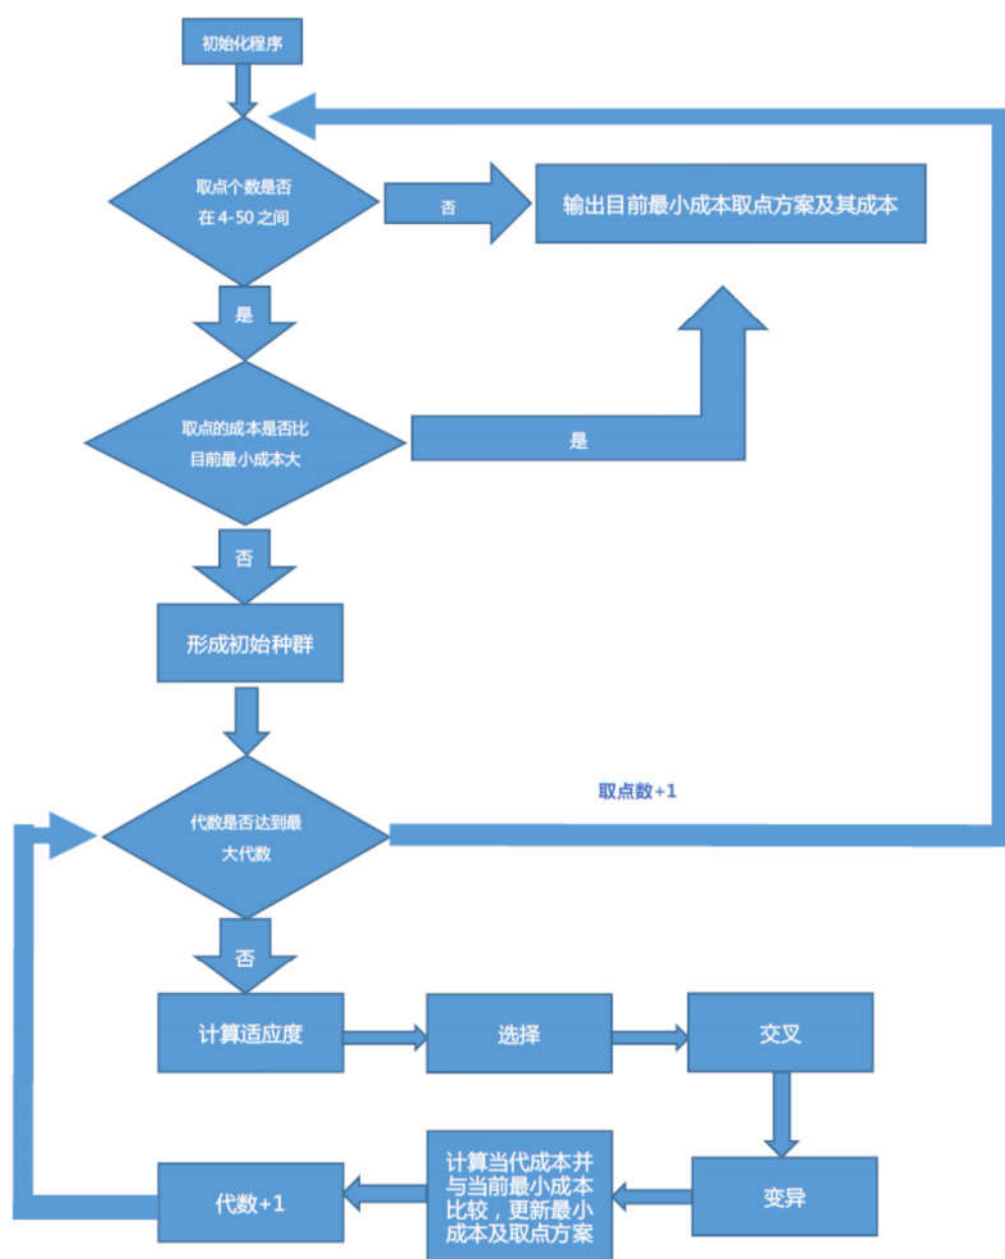 初始化程序
取点个数是否
在 4-50 之间
否
输出目前最小成本取点方案及其成本
是
取点的成本是否比
目前最小成本大
是
否
形成初始种群
取点数+1
代数是否达到最
大代数
否
计算适应度
选择
交叉
变异
计算当代成本并
与当前最小成本
比较，更新最小
成本及取点方案
代数+1